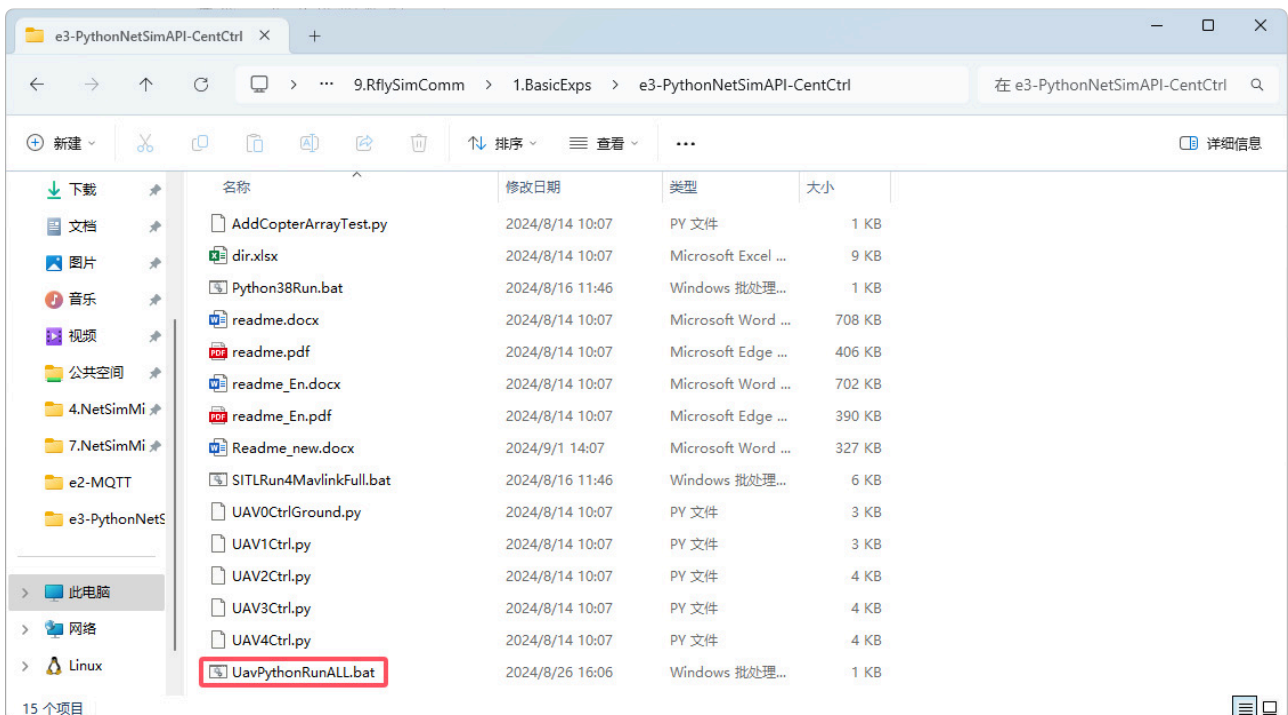 e3-PythonNetSimAPI-CentCtrl
9.RflySimComm > 1.BasicExps > e3-PythonNetSimAPI-CentCtrl 在 e3-PythonNetSimAPI-CentCtrl
新建 排序 查看 ... 详细信息
名称 修改日期 类型 大小
下载
文档
图片
音乐
视频
公共空间
4.NetSimMi
7.NetSimMi
e2-MQTT
e3-PythonNetS
此电脑
网络
Linux
AddCopterArrayTest.py 2024/8/14 10:07 PY 文件 1 KB
dir.xlsx 2024/8/14 10:07 Microsoft Excel ... 9 KB
Python38Run.bat 2024/8/16 11:46 Windows 批处理... 1 KB
readme.docx 2024/8/14 10:07 Microsoft Word ... 708 KB
readme.pdf 2024/8/14 10:07 Microsoft Edge ... 406 KB
readme_En.docx 2024/8/14 10:07 Microsoft Word ... 702 KB
readme_En.pdf 2024/8/14 10:07 Microsoft Edge ... 390 KB
Readme_new.docx 2024/9/1 14:07 Microsoft Word ... 327 KB
SITLRun4MavlinkFull.bat 2024/8/16 11:46 Windows 批处理... 6 KB
UAV0CtrlGround.py 2024/8/14 10:07 PY 文件 3 KB
UAV1Ctrl.py 2024/8/14 10:07 PY 文件 3 KB
UAV2Ctrl.py 2024/8/14 10:07 PY 文件 4 KB
UAV3Ctrl.py 2024/8/14 10:07 PY 文件 4 KB
UAV4Ctrl.py 2024/8/14 10:07 PY 文件 4 KB
UavPythonRunALL.bat 2024/8/26 16:06 Windows 批处理... 1 KB
15 个项目